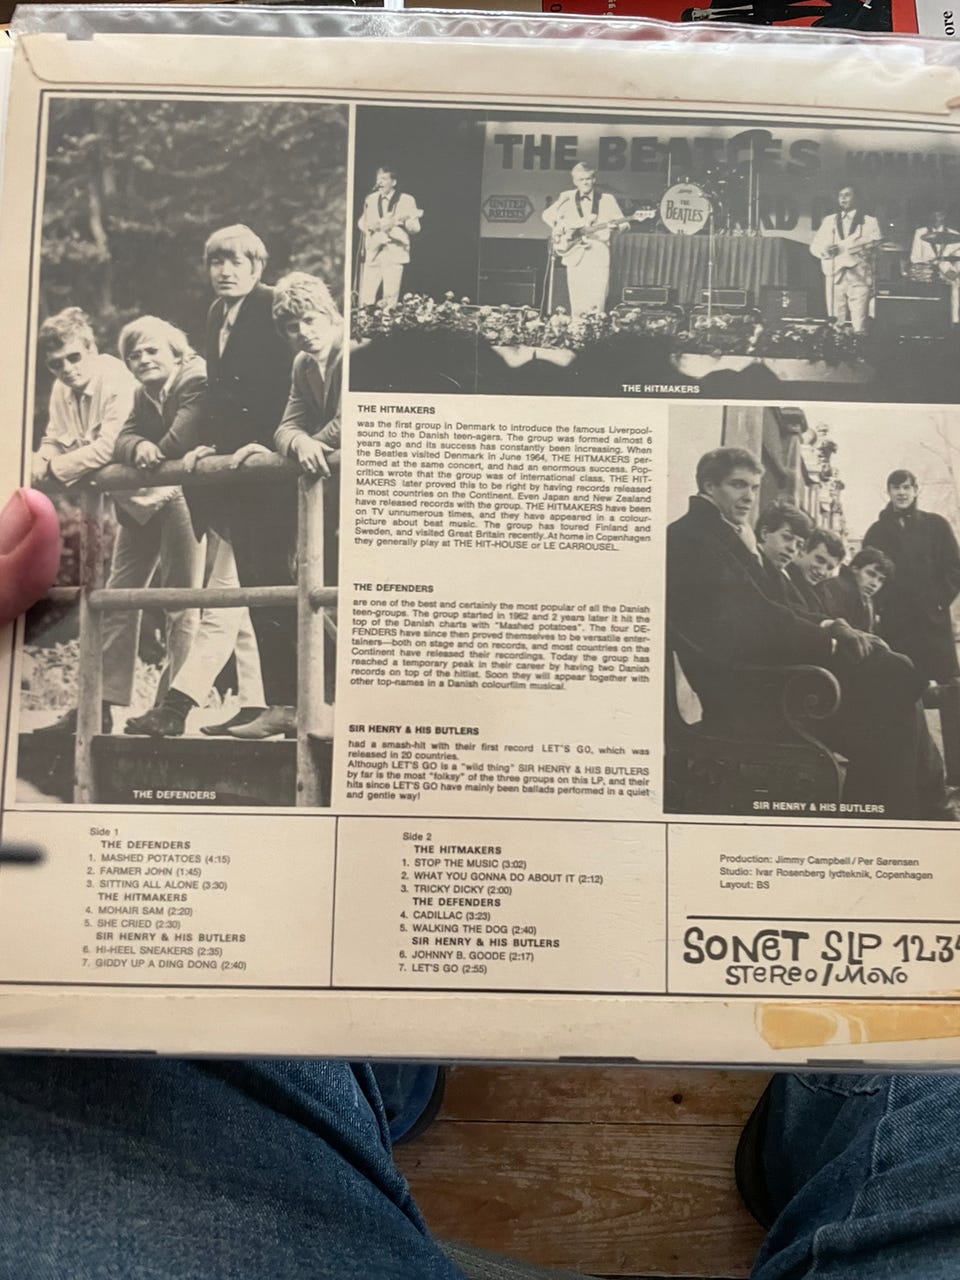 ore
THE BEATLES KOMME
UNITED
ARTISTS
THE
BEATLES
THE HITMAKERS
THE HITMAKERS
was the first group in Denmark to introduce the famous Liverpool-
sound to the Danish teen-agers. The group was formed almost 6
years ago and its success has constantly been increasing. When
the Beatles visited Denmark in June 1964, THE HITMAKERS per-
formed at the same concert, and had an enormous success. Pop-
critics wrote that the group was of international class. THE HIT-
MAKERS later proved this to be right by having records released
in most countries on the Continent. Even Japan and New Zealand
have released records with the group. THE HITMAKERS have been
on TV unnumerous times, and they have appeared in a colour-
picture about beat music. The group has toured Finland and
Sweden, and visited Great Britain recently. At home in Copenhagen
they generally play at THE HIT-HOUSE or LE CARROUSEL.
THE DEFENDERS
are one of the best and certainly the most popular of all the Danish
teen-groups. The group started in 1962 and 2 years later it hit the
top of the Danish charts with "Mashed potatoes". The four DE-
FENDERS have since then proved themselves to be versatile enter-
tainers—both on stage and on records, and most countries on the
Continent have released their recordings. Today the group has
reached a temporary peak in their career by having two Danish
records on top of the hitlist. Soon they will appear together with
other top-names in a Danish colourfilm musical.
SIR HENRY & HIS BUTLERS
had a smash-hit with their first record LET'S GO, which was
released in 20 countries.
Although LET'S GO is a "wild thing" SIR HENRY & HIS BUTLERS
by far is the most "folksy" of the three groups on this LP, and their
hits since LET'S GO have mainly been ballads performed in a quiet
and gentle way!
THE DEFENDERS
SIR HENRY & HIS BUTLERS
Side 1
THE DEFENDERS
1. MASHED POTATOES (4:15)
2. FARMER JOHN (1:45)
3. SITTING ALL ALONE (3:30)
THE HITMAKERS
4. MOHAIR SAM (2:20)
5. SHE CRIED (2:30)
SIR HENRY & HIS BUTLERS
6. HI-HEEL SNEAKERS (2:35)
7. GIDDY UP A DING DONG (2:40)
Side 2
THE HITMAKERS
1. STOP THE MUSIC (3:02)
2. WHAT YOU GONNA DO ABOUT IT (2:12)
3. TRICKY DICKY (2:00)
THE DEFENDERS
4. CADILLAC (3:23)
5. WALKING THE DOG (2:40)
SIR HENRY & HIS BUTLERS
6. JOHNNY B. GOODE (2:17)
7. LET'S GO (2:55)
Production: Jimmy Campbell / Per Sørensen
Studio: Ivar Rosenberg lydteknik, Copenhagen
Layout: BS
SONET SLP 123
STEREO/MONO